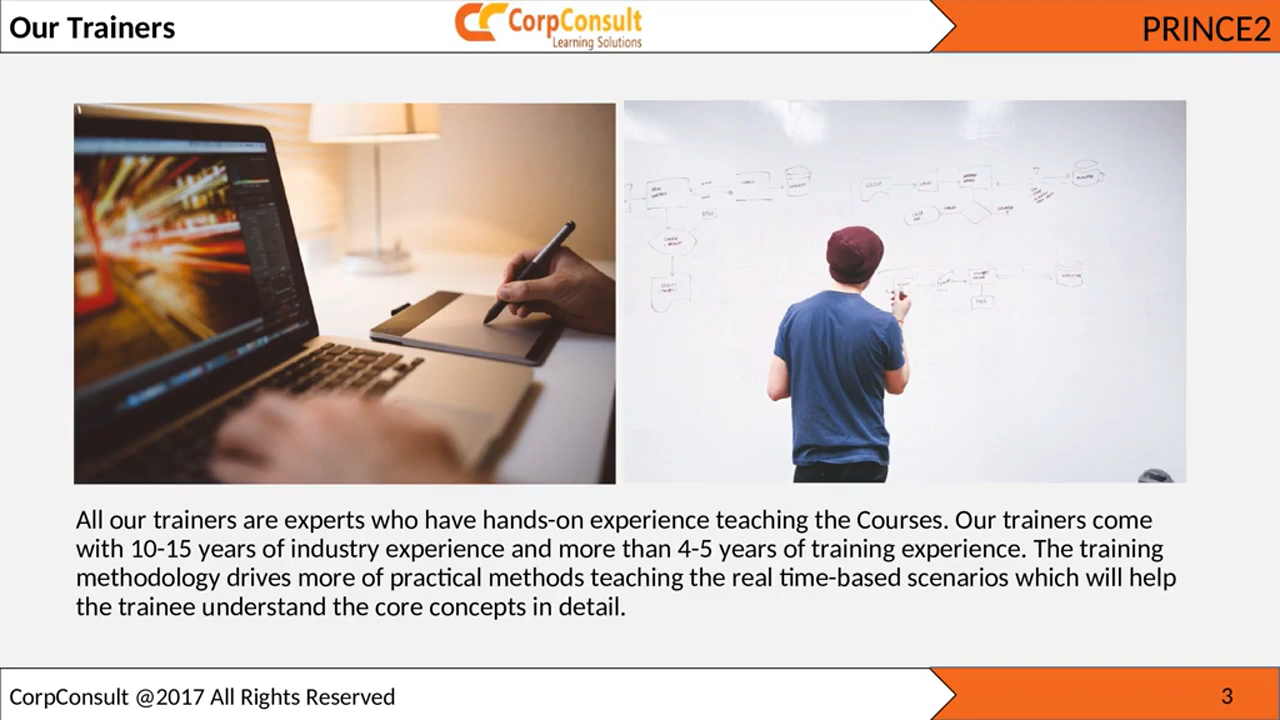 Our Trainers
CorpConsult
Learning Solutions
PRINCE2
All our trainers are experts who have hands-on experience teaching the Courses. Our trainers come
with 10-15 years of industry experience and more than 4-5 years of training experience. The training
methodology drives more of practical methods teaching the real time-based scenarios which will help
the trainee understand the core concepts in detail.
CorpConsult @2017 All Rights Reserved
3